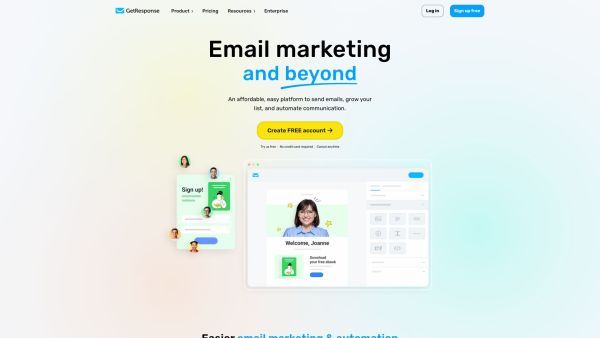 GetResponse
Product
Pricing
Resources
Enterprise
Log in
Sign up free
Email marketing
and beyond
An affordable, easy platform to send emails, grow your
list, and automate communication.
Create FREE account →
Try us free
No credit card required
Cancel anytime
Sign up!
Welcome, Joanne
Download
your free ebook
Easier email marketing & automation